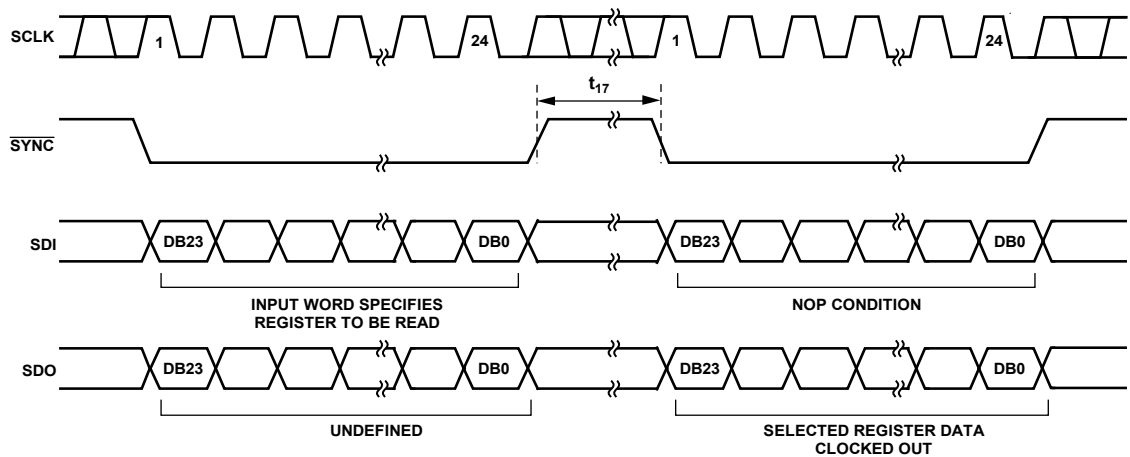 SCLK
1
24
1
24
t17
SYNC
SDI
DB23
DB0
DB23
DB0
INPUT WORD SPECIFIES
REGISTER TO BE READ
NOP CONDITION
SDO
DB23
DB0
DB23
DB0
UNDEFINED
SELECTED REGISTER DATA
CLOCKED OUT